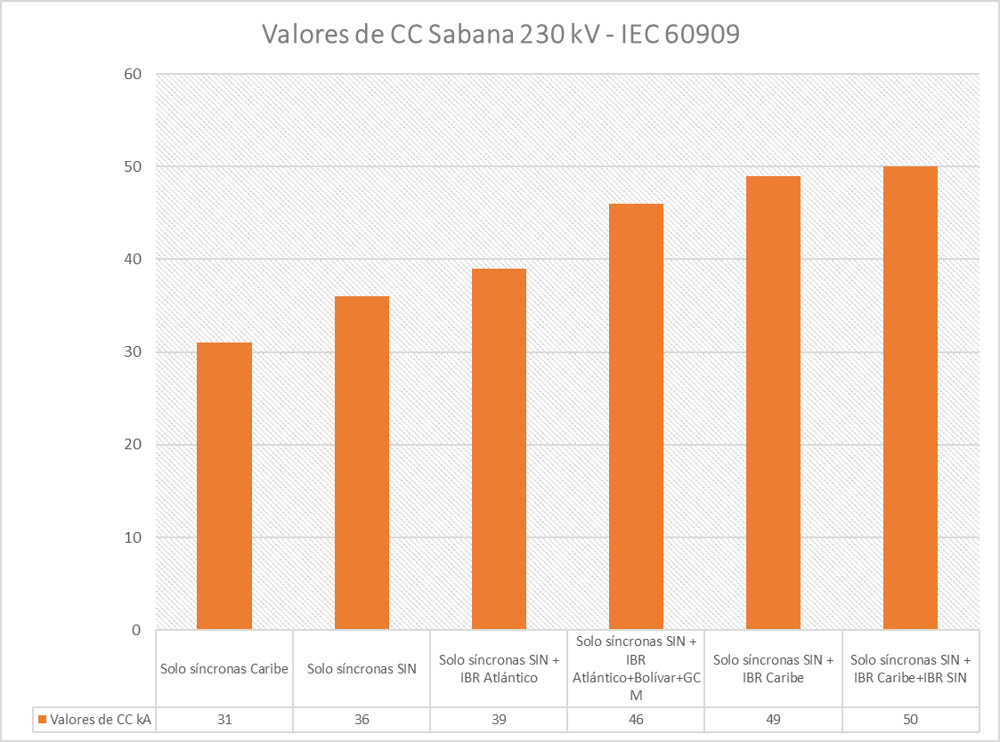 Valores de CC Sabana 230 kV - IEC 60909
60
50
40
30
20
10
0
Solo síncronas Caribe
Solo síncronas SIN
Solo síncronas SIN +
IBR Atlántico
Solo síncronas SIN +
IBR
Atlántico+Bolívar+GC
M
Solo síncronas SIN +
IBR Caribe
Solo síncronas SIN +
IBR Caribe+IBR SIN
Valores de CC kA 31 36 39 46 49 50